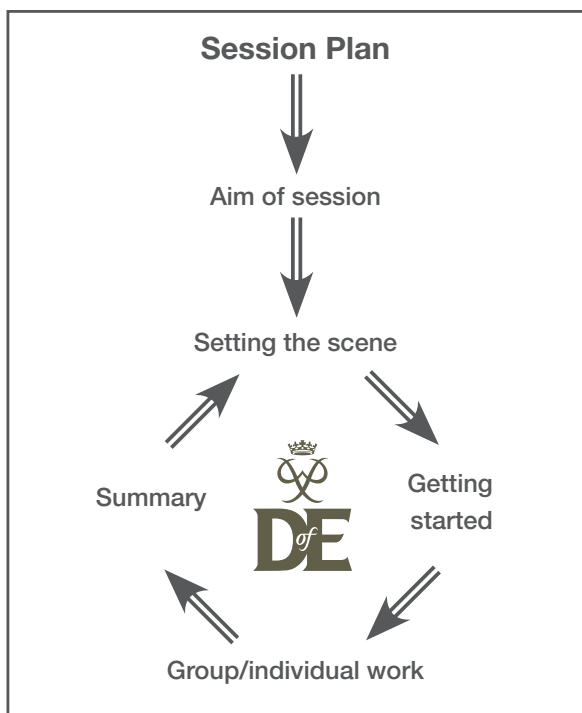 Session Plan
Aim of session
Setting the scene
Getting
started
Group/individual work
Summary
DofE